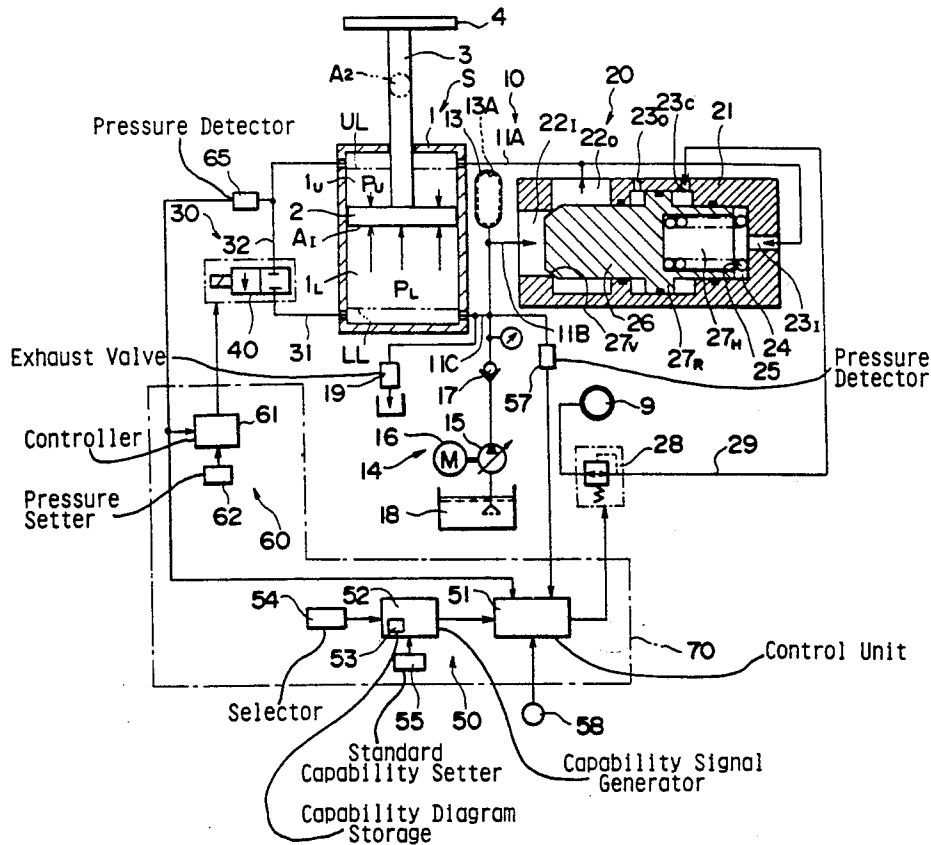 4
3
A2
S
10
20
23C
13A
23O
21
Pressure Detector
UL
1
13
11A
22I
22O
65
1U
PU
2
30
A1
32
1L
PL
40
31
LL
11C
11B
27V
26
27R
27H
24
25
23I
Exhaust Valve
19
17
57
Pressure
Detector
9
61
15
16
M
28
29
Controller
14
Pressure
Setter
62
60
18
52
51
54
53
70
Control Unit
Selector
55
50
58
Standard
Capability Setter
Capability Signal
Generator
Capability Diagram
Storage